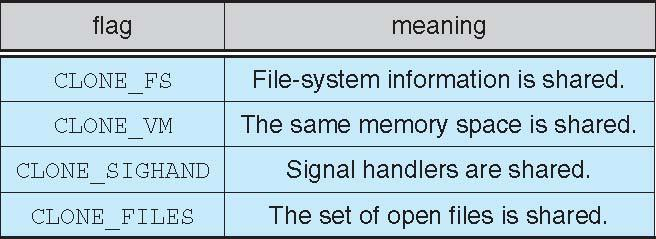 flag meaning
CLONE_FS File-system information is shared.
CLONE_VM The same memory space is shared.
CLONE_SIGHAND Signal handlers are shared.
CLONE_FILES The set of open files is shared.